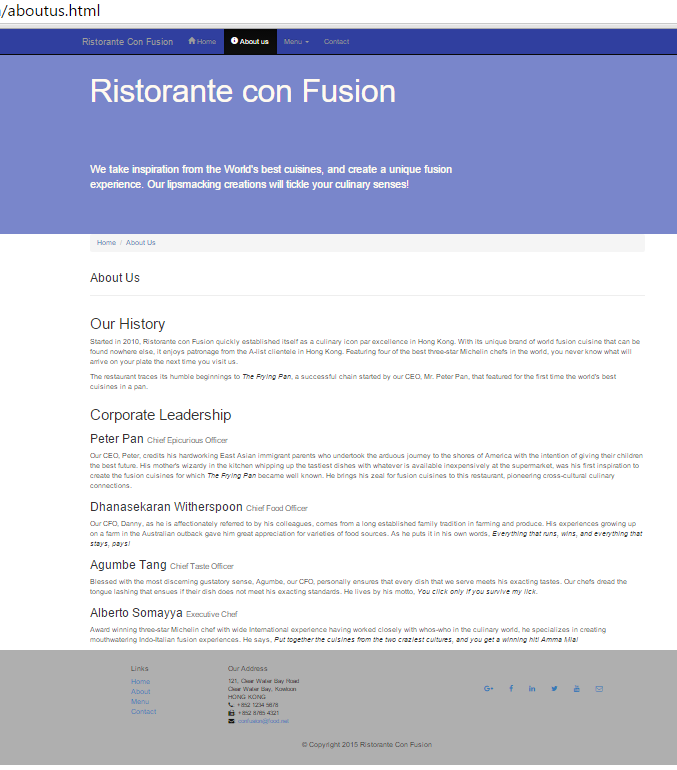 /aboutus.html
Ristorante Con Fusion Home About us Menu Contact
Ristorante con Fusion
We take inspiration from the World's best cuisines, and create a unique fusion
experience. Our lipsmacking creations will tickle your culinary senses!
Home / About Us
About Us
Our History
Started in 2010, Ristorante con Fusion quickly established itself as a culinary icon par excellence in Hong Kong. With its unique brand of world fusion cuisine that can be
found nowhere else, it enjoys patronage from the A-list clientele in Hong Kong. Featuring four of the best three-star Michelin chefs in the world, you never know what will
arrive on your plate the next time you visit us.
The restaurant traces its humble beginnings to The Frying Pan, a successful chain started by our CEO, Mr. Peter Pan, that featured for the first time the world's best
cuisines in a pan.
Corporate Leadership
Peter Pan Chief Epicurious Officer
Our CEO, Peter, credits his hardworking East Asian immigrant parents who undertook the arduous journey to the shores of America with the intention of giving their children
the best future. His mother's wizardy in the kitchen whipping up the tastiest dishes with whatever is available inexpensively at the supermarket, was his first inspiration to
create the fusion cuisines for which The Frying Pan became well known. He brings his zeal for fusion cuisines to this restaurant, pioneering cross-cultural culinary
connections.
Dhanasekaran Witherspoon Chief Food Officer
Our CFO, Danny, as he is affectionately referred to by his colleagues, comes from a long established family tradition in farming and produce. His experiences growing up
on a farm in the Australian outback gave him great appreciation for varieties of food sources. As he puts it in his own words, Everything that runs, wins, and everything that
stays, pays!
Agumbe Tang Chief Taste Officer
Blessed with the most discerning gustatory sense, Agumbe, our CFO, personally ensures that every dish that we serve meets his exacting tastes. Our chefs dread the
tongue lashing that ensues if their dish does not meet his exacting standards. He lives by his motto, You click only if you survive my lick.
Alberto Somayya Executive Chef
Award winning three-star Michelin chef with wide International experience having worked closely with whos-who in the culinary world, he specializes in creating
mouthwatering Indo-Italian fusion experiences. He says, Put together the cuisines from the two craziest cultures, and you get a winning hit! Amma Mia!
Links
Home
About
Menu
Contact
Our Address
121, Clear Water Bay Road
Clear Water Bay, Kowloon
HONG KONG
+852 1234 5678
+852 8765 4321
confusion@food.net
© Copyright 2015 Ristorante Con Fusion